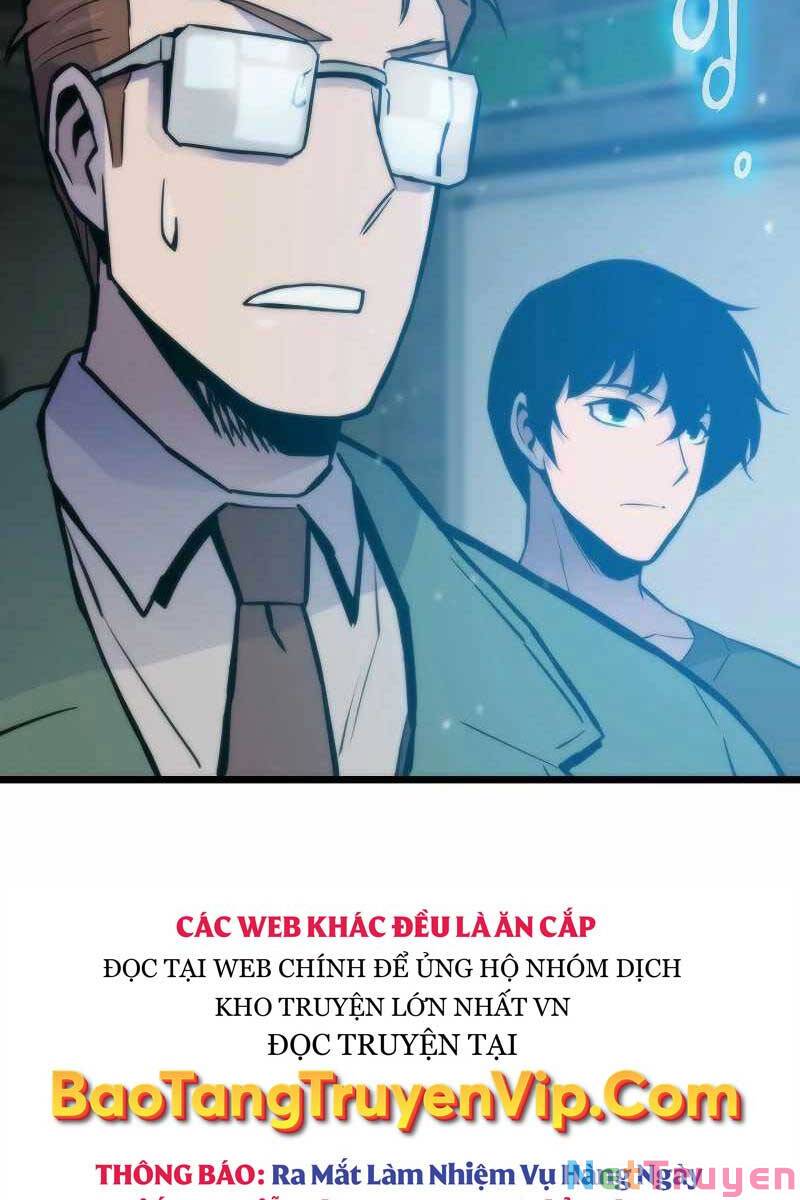 CÁC WEB KHÁC ĐỀU LÀ ĂN CẮP
ĐỌC TẠI WEB CHÍNH ĐỂ ỦNG HỘ NHÓM DỊCH
KHO TRUYỆN LỚN NHẤT VN
ĐỌC TRUYỆN TẠI
BaoTangTruyenVip.Com
THÔNG BÁO: Ra Mắt Làm Nhiệm Vụ Hàng Ngày
NetTruyen